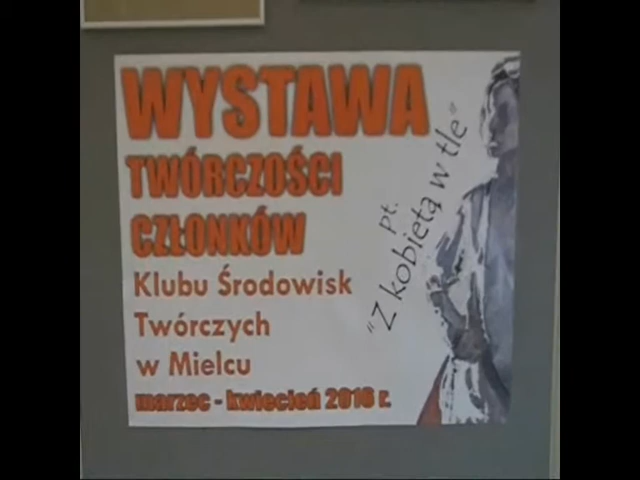 WYSTAWA
TWÓRCZOŚCI
CZŁONKÓW
Klubu Środowisk
Twórczych
w Mielcu
marzec - kwiecień 2016 r.
pt.
"Z kobietą w tle"